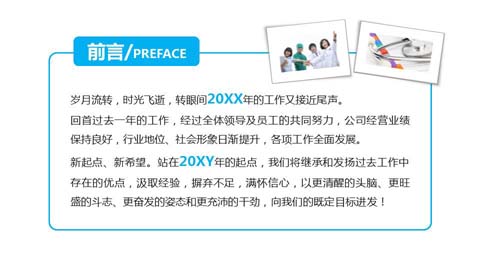 前言/PREFACE
岁月流转，时光飞逝，转眼间20XX年的工作又接近尾声。
回首过去一年的工作，经过全体领导及员工的共同努力，公司经营业绩
保持良好，行业地位、社会形象日渐提升，各项工作全面发展。
新起点、新希望。站在20XY年的起点，我们将继承和发扬过去工作中
存在的优点，汲取经验，摒弃不足，满怀信心，以更清醒的头脑、更旺
盛的斗志、更奋发的姿态和更充沛的干劲，向我们的既定目标进发！